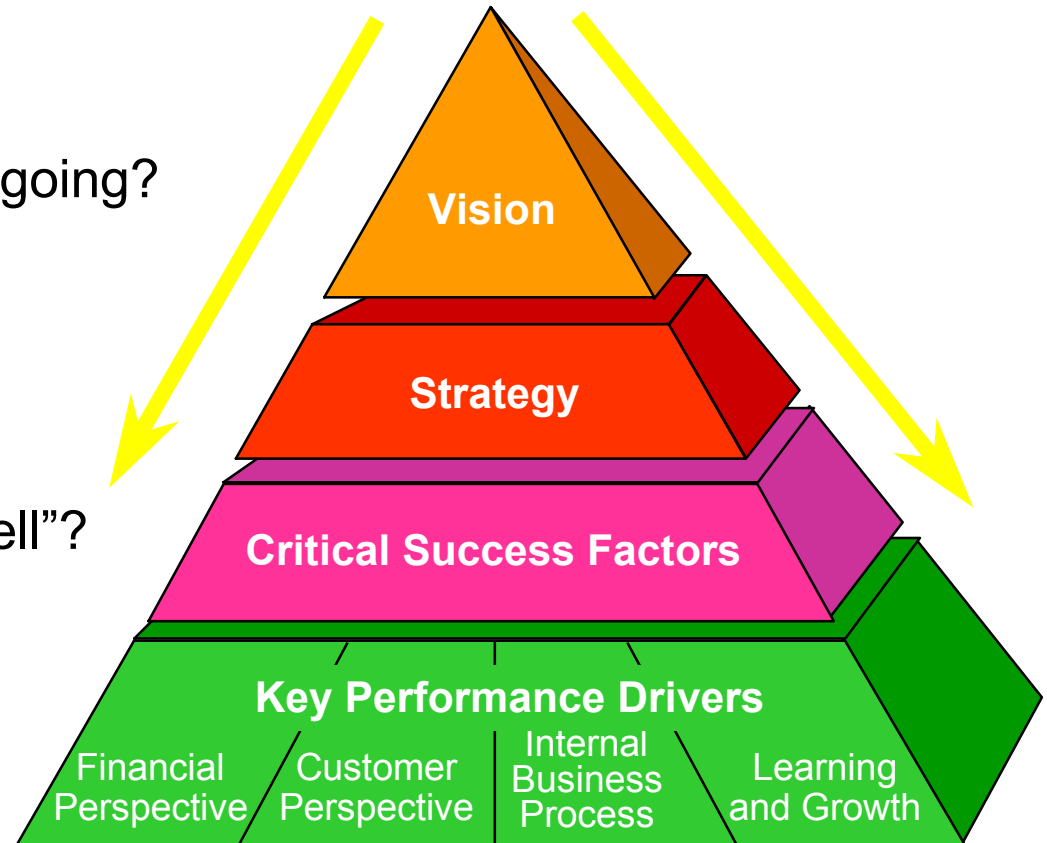 going?
Vision
Strategy
ell”?
Critical Success Factors
Key Performance Drivers
Financial
Perspective
Customer
Perspective
Internal
Business
Process
Learning
and Growth